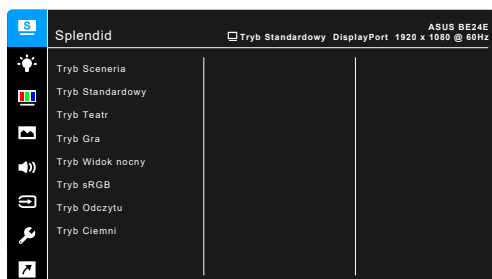 S
Splendid
ASUS BE24E
Tryb Standardowy DisplayPort 1920 x 1080 @ 60Hz
Tryb Sceneria
Tryb Standardowy
Tryb Teatr
Tryb Gra
Tryb Widok nocny
Tryb sRGB
Tryb Odczytu
Tryb Ciemni